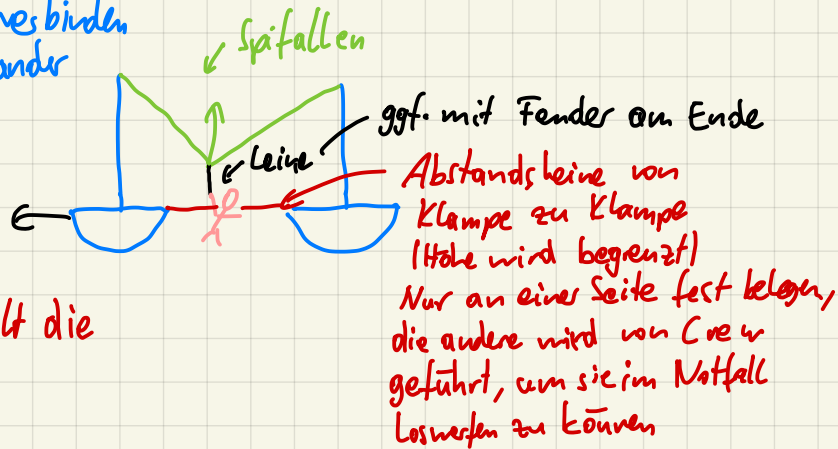 verbinden
ander
Spifallen
ggf. mit Fender am Ende
Leine
Abstandsleine von
Klampe zu Klampe
(Höhe wird begrenzt)
Nur an einer Seite fest belegen,
die andere wird von Crew
geführt, um sie im Notfall
Loswerfen zu können
lt die